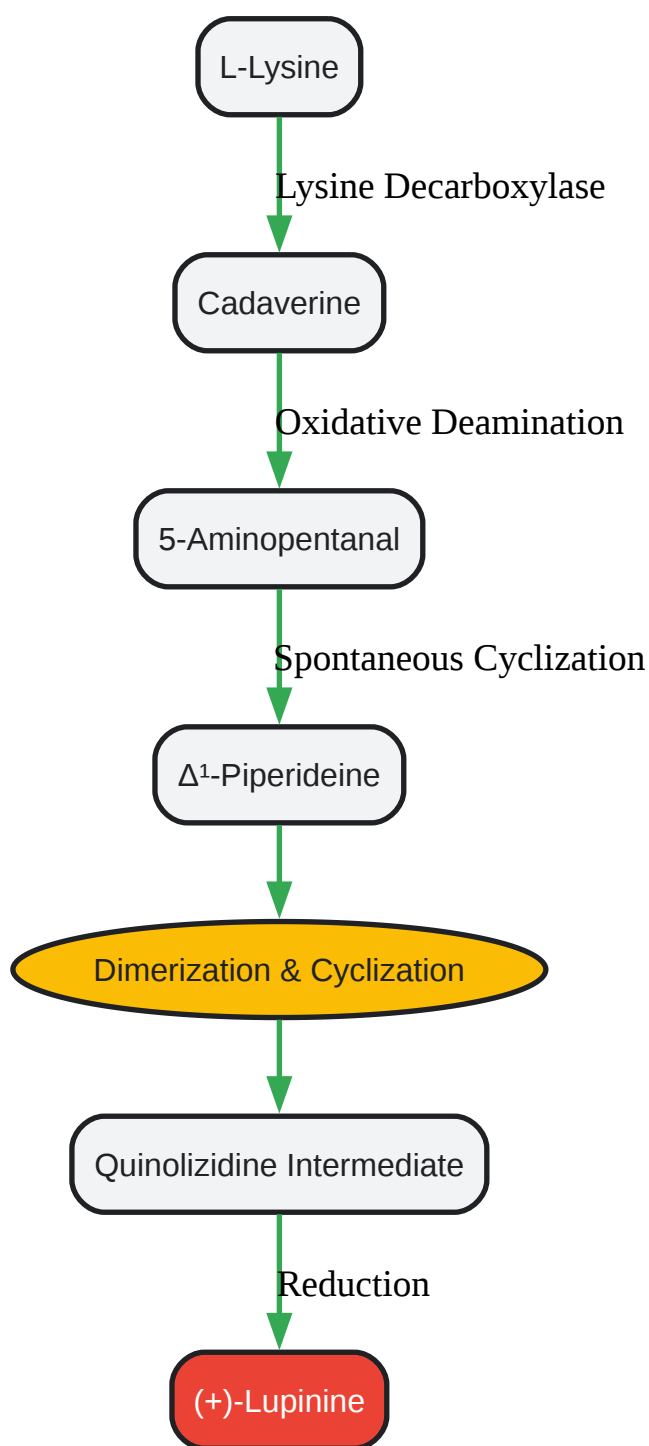 L-Lysine
Lysine Decarboxylase
Cadaverine
Oxidative Deamination
5-Aminopentanal
Spontaneous Cyclization
Δ¹-Piperideine
Dimerization & Cyclization
Quinolizidine Intermediate
Reduction
(+)-Lupinine